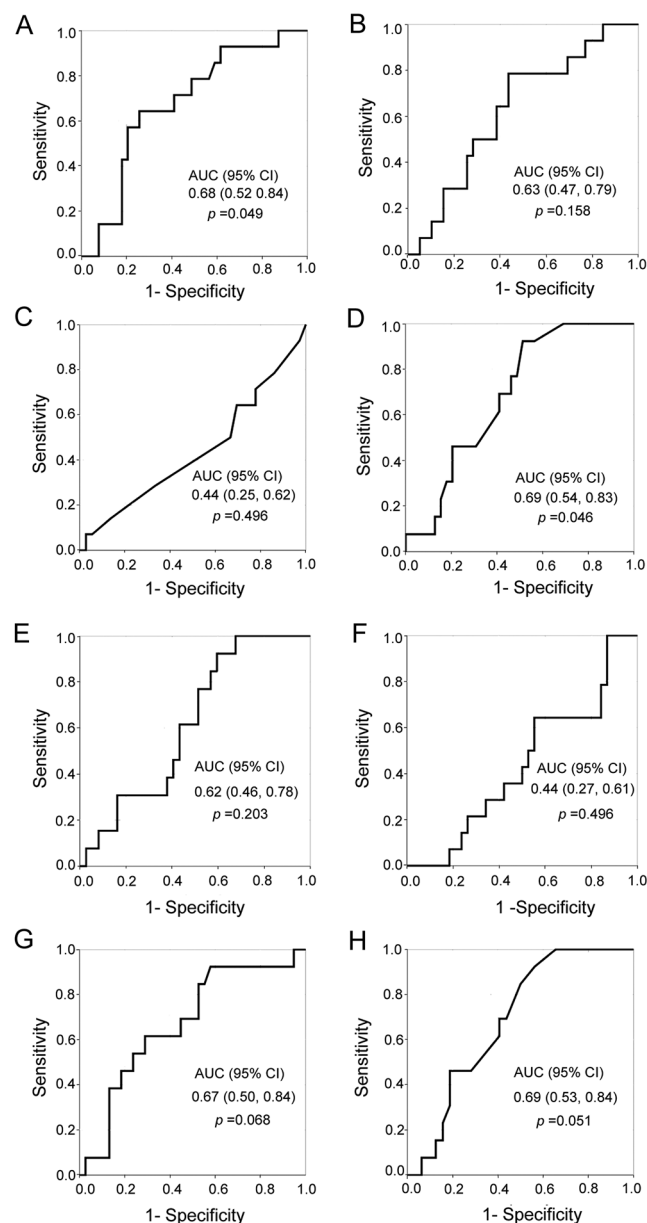 A
1.0
0.8
0.6
0.4
0.2
0.0
Sensitivity
AUC (95% CI)
0.68 (0.52 0.84)
p =0.049
0.0 0.2 0.4 0.6 0.8 1.0
1- Specificity
B
1.0
0.8
0.6
0.4
0.2
0.0
Sensitivity
AUC (95% CI)
0.63 (0.47, 0.79)
p =0.158
0.0 0.2 0.4 0.6 0.8 1.0
1- Specificity
C
1.0
0.8
0.6
0.4
0.2
0.0
Sensitivity
AUC (95% CI)
0.44 (0.25, 0.62)
p =0.496
0.0 0.2 0.4 0.6 0.8 1.0
1- Specificity
D
1.0
0.8
0.6
0.4
0.2
0.0
Sensitivity
AUC (95% CI)
0.69 (0.54, 0.83)
p =0.046
0.0 0.2 0.4 0.6 0.8 1.0
1- Specificity
E
1.0
0.8
0.6
0.4
0.2
0.0
Sensitivity
AUC (95% CI)
0.62 (0.46, 0.78)
p =0.203
0.0 0.2 0.4 0.6 0.8 1.0
1- Specificity
F
1.0
0.8
0.6
0.4
0.2
0.0
Sensitivity
AUC (95% CI)
0.44 (0.27, 0.61)
p =0.496
0.0 0.2 0.4 0.6 0.8 1.0
1 -Specificity
G
1.0
0.8
0.6
0.4
0.2
0.0
Sensitivity
AUC (95% CI)
0.67 (0.50, 0.84)
p =0.068
0.0 0.2 0.4 0.6 0.8 1.0
1- Specificity
H
1.0
0.8
0.6
0.4
0.2
0.0
Sensitivity
AUC (95% CI)
0.69 (0.53, 0.84)
p =0.051
0.0 0.2 0.4 0.6 0.8 1.0
1- Specificity